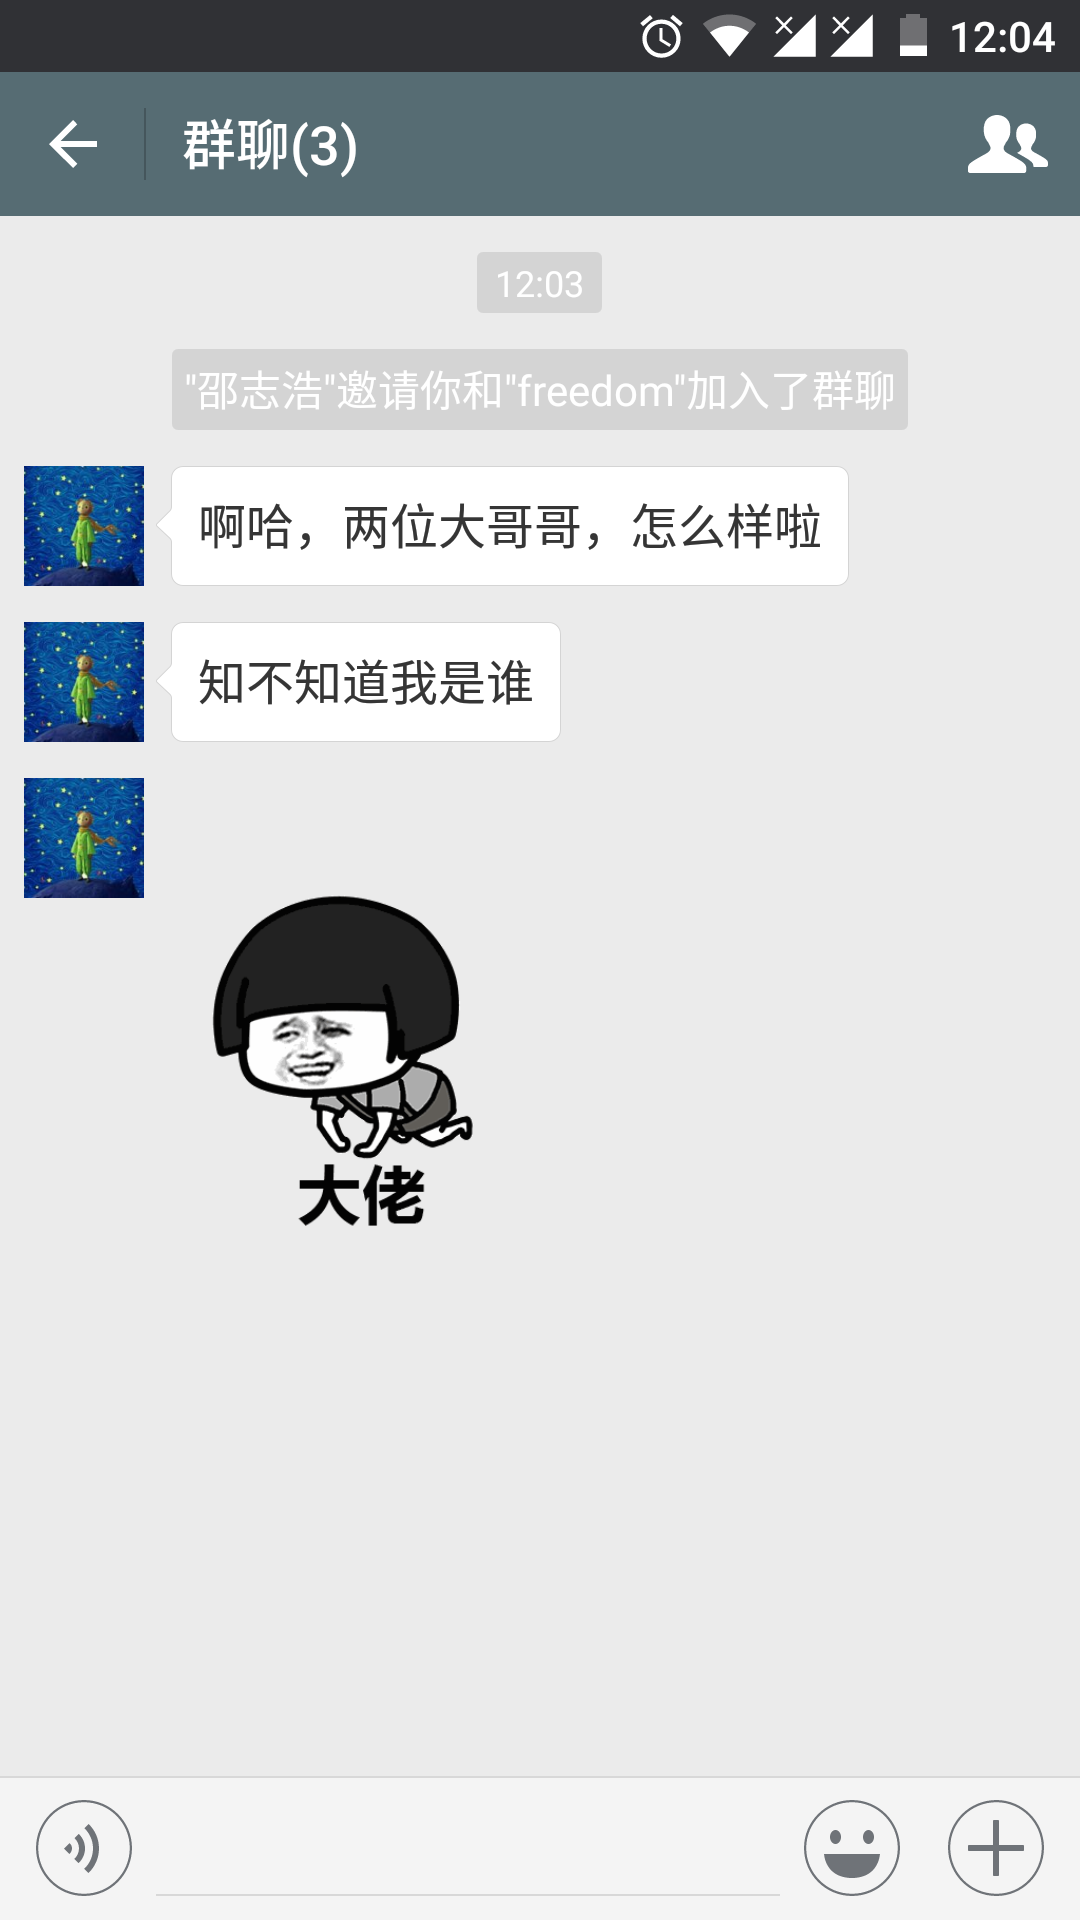 12:04
群聊(3)
12:03
"邵志浩"邀请你和"freedom"加入了群聊
啊哈，两位大哥哥，怎么样啦
知不知道我是谁
大佬